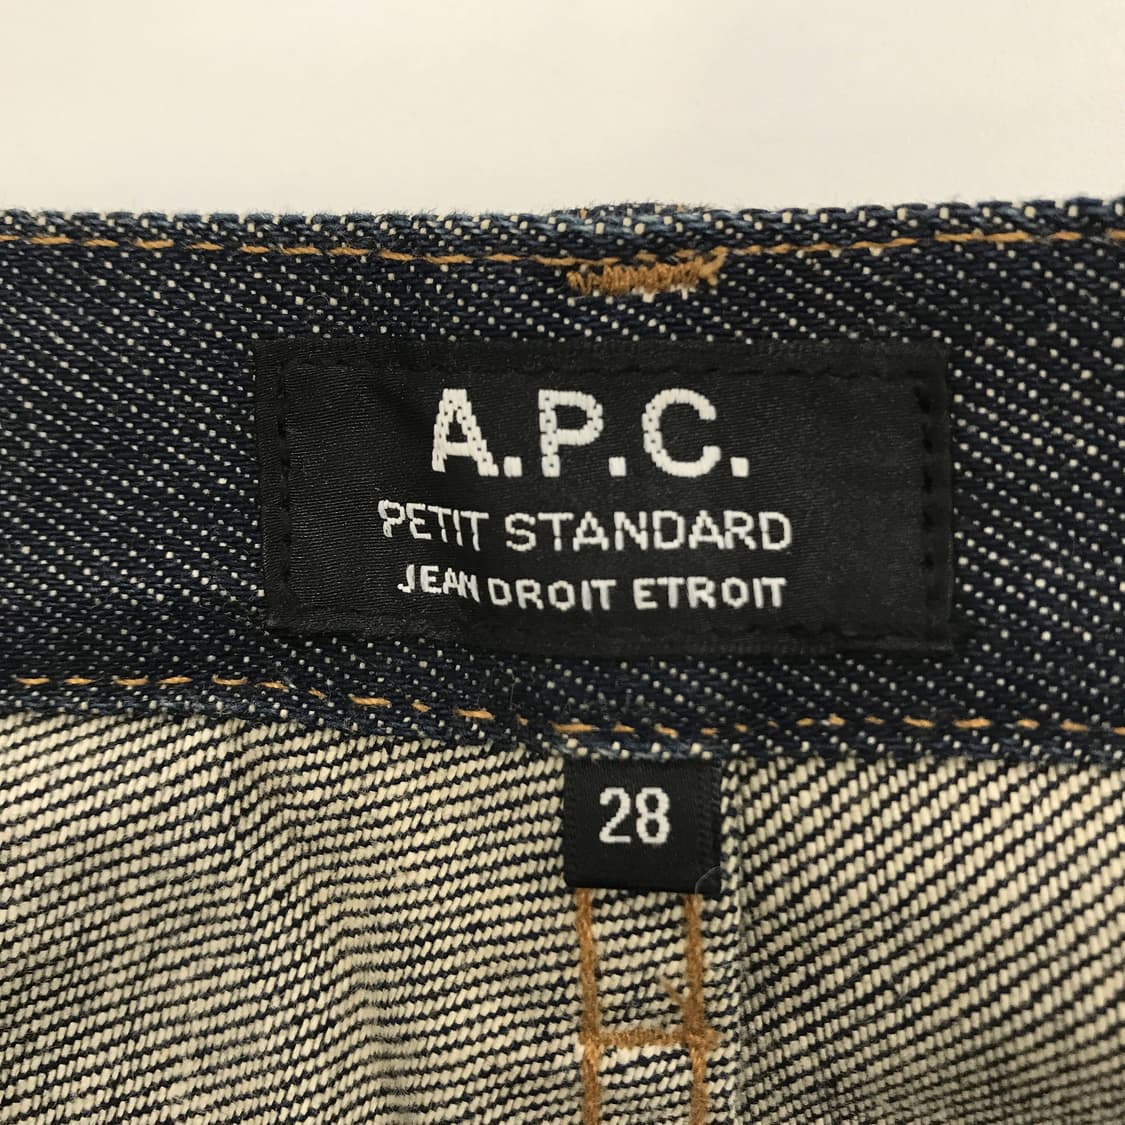 A.P.C.
PETIT STANDARD
JEAN DROIT ETROIT
28